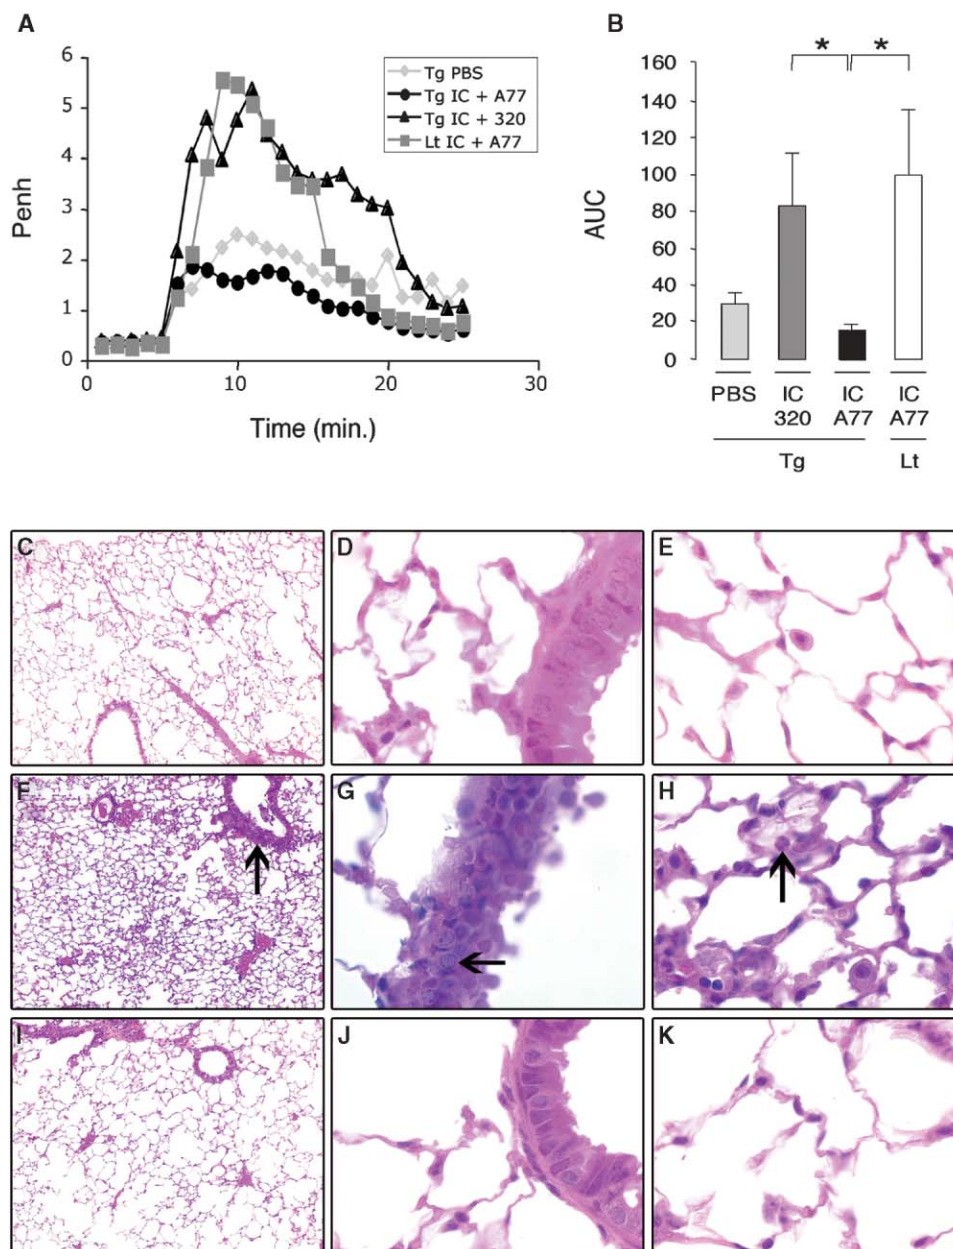 A
6
5
4
3
2
1
0
Penh
0 10 20 30
Time (min.)
Tg PBS
Tg IC + A77
Tg IC + 320
Lt IC + A77
B
* *
160
140
120
100
80
60
40
20
0
AUC
PBS IC IC IC
320 A77 A77
Tg Lt
C D E
F G H
I J K